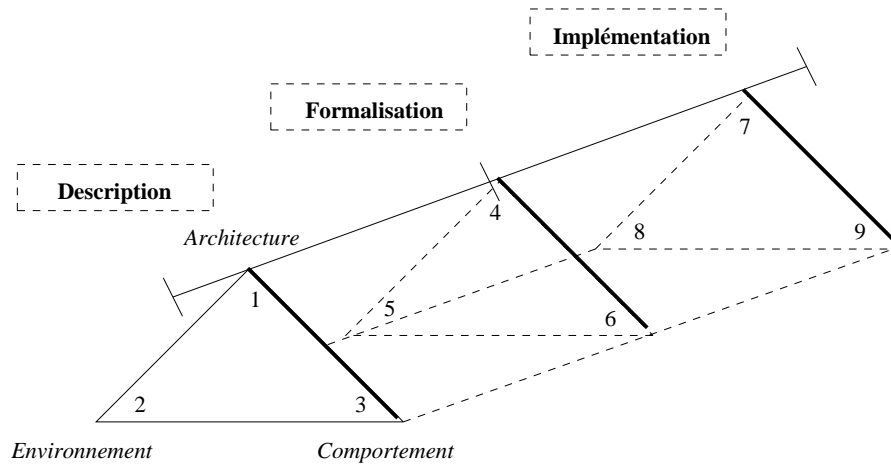 Implémentation
Formalisation
Description
Architecture
7
4
8
9
1
5
6
2
3
Environnement
Comportement